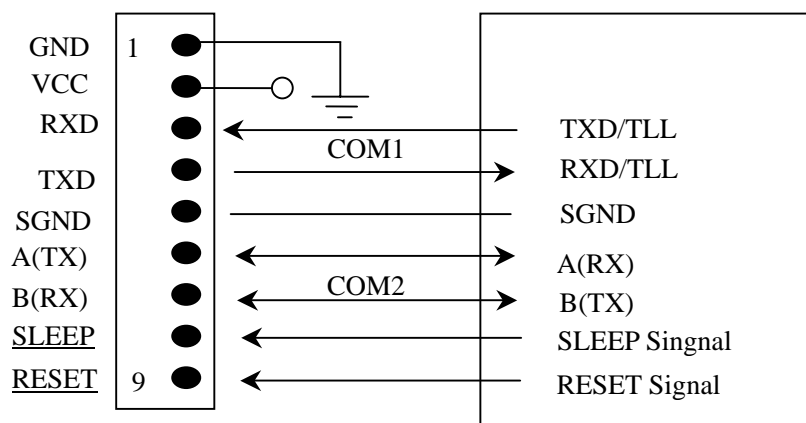 GND 1
VCC
RXD TXD/TLL
COM1
TXD RXD/TLL
SGND SGND
A(TX) A(RX)
B(RX) COM2 B(TX)
SLEEP SLEEP Singnal
RESET 9 RESET Signal